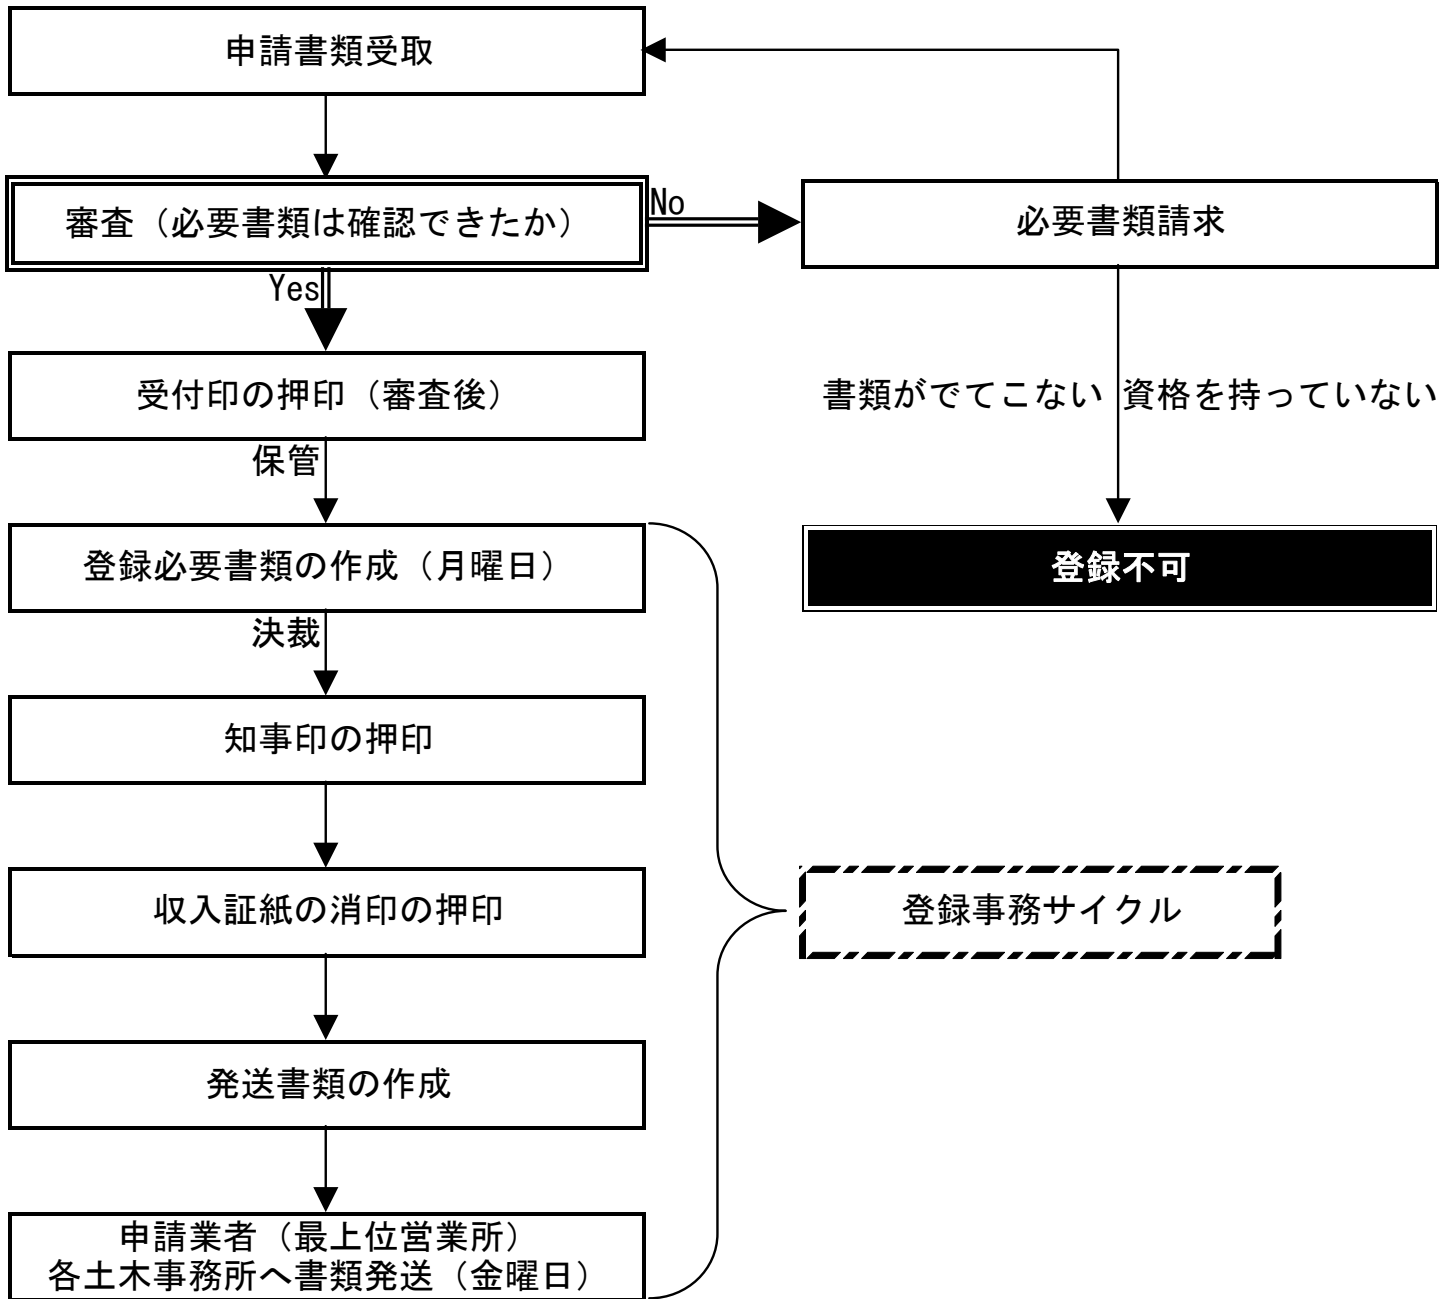 申請書類受取
審査（必要書類は確認できたか）
No
必要書類請求
Yes
受付印の押印（審査後）
書類がでてこない
資格を持っていない
保管
登録必要書類の作成（月曜日）
登録不可
決裁
知事印の押印
収入証紙の消印の押印
登録事務サイクル
発送書類の作成
申請業者（最上位営業所）
各土木事務所へ書類発送（金曜日）